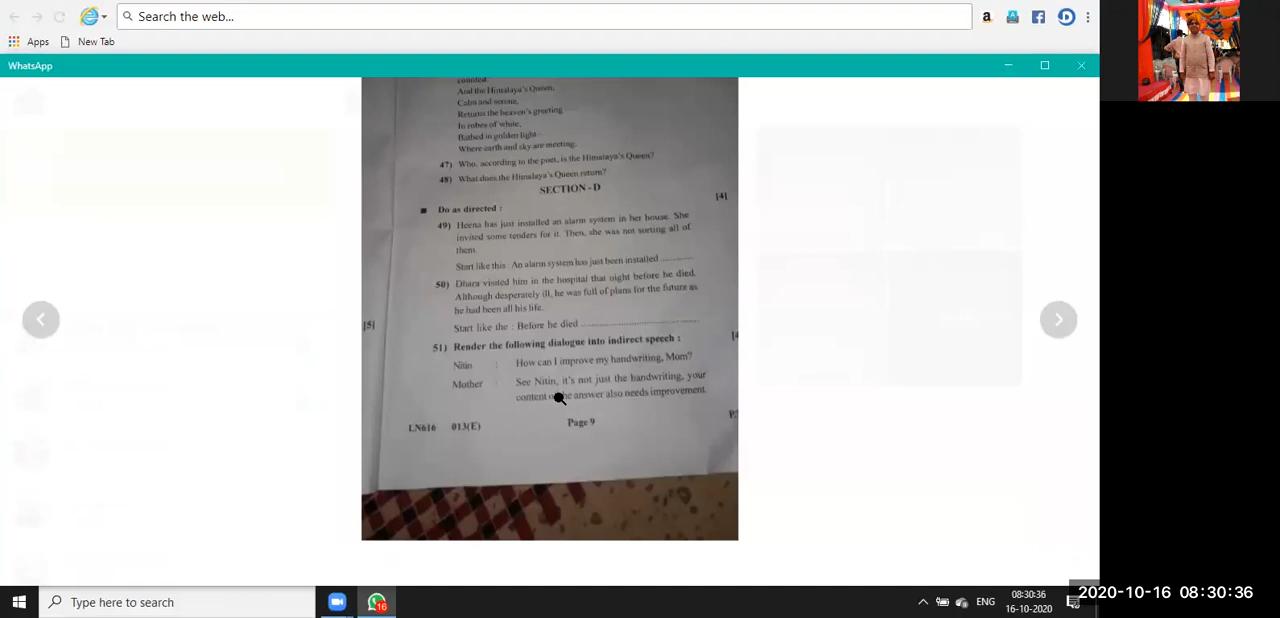 Search the web...
Apps
New Tab
WhatsApp
counted.
And the Himalaya's Queen,
Calm and serene,
Returns the heaven's greeting
In robes of white,
Bathed in golden light
Where earth and sky are meeting.
47) Who, according to the poet, is the Himalaya's Queen?
48) What does the Himalaya's Queen return?
SECTION - D
[4]
■ Do as directed :
49) Heena has just installed an alarm system in her house. She
invited some tenders for it. Then, she was not sorting all of
them.
Start like this : An alarm system has just been installed ............
50) Dhara visited him in the hospital that night before he died.
Although desperately ill, he was full of plans for the future as
he had been all his life.
[5]
Start like the : Before he died ............................................
51) Render the following dialogue into indirect speech :
[4
Nitin : How can I improve my handwriting, Mom?
Mother : See Nitin, it's not just the handwriting, your
content answer also needs improvement.
LN616 013(E) Page 9
Type here to search
16
ENG
08:30:36
16-10-2020
2020-10-16 08:30:36